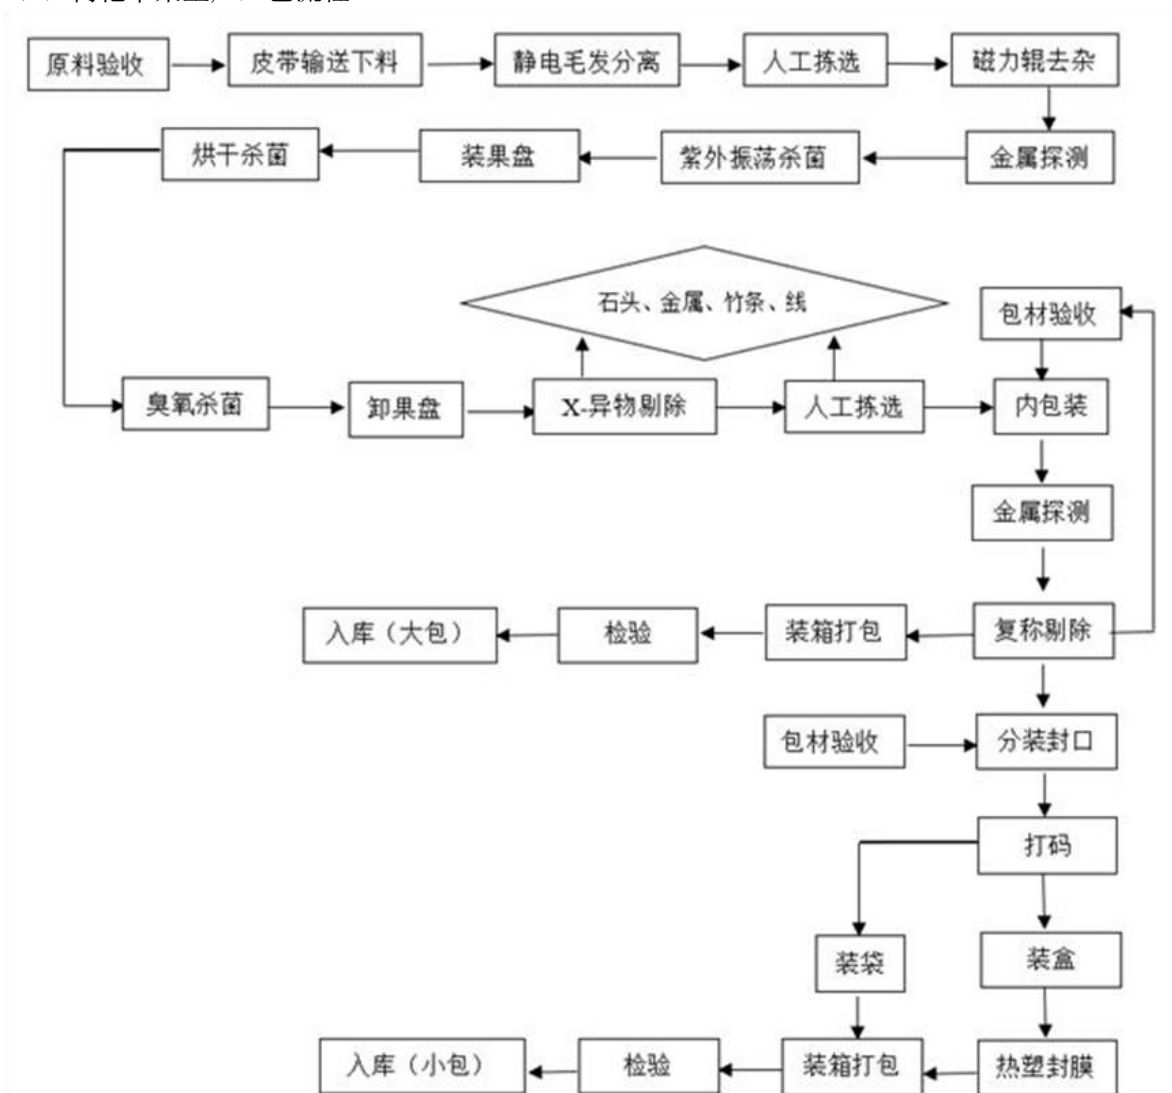 原料验收
皮带输送下料
静电毛发分离
人工拣选
磁力辊去杂
烘干杀菌
装果盘
紫外振荡杀菌
金属探测
石头、金属、竹条、线
包材验收
臭氧杀菌
卸果盘
X-异物剔除
人工拣选
内包装
金属探测
入库（大包）
检验
装箱打包
复称剔除
包材验收
分装封口
打码
装袋
装盒
入库（小包）
检验
装箱打包
热塑封膜